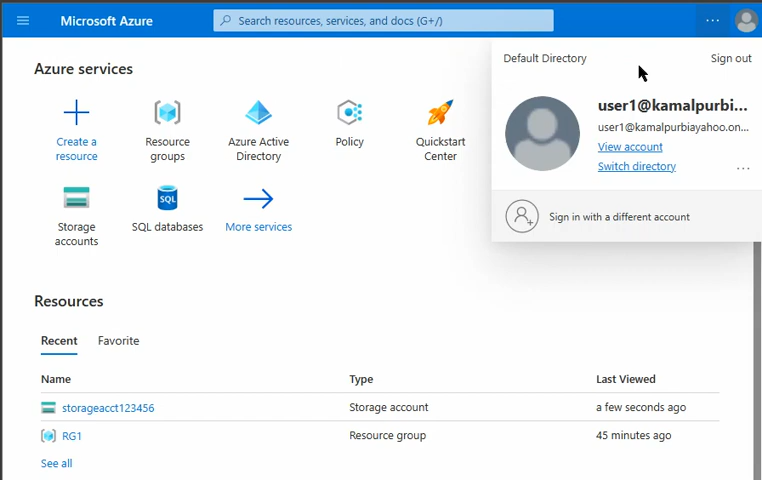 Microsoft Azure
Search resources, services, and docs (G+/)
...
Default Directory
Sign out
user1@kamalpurbi...
user1@kamalpurbiayahoo.on...
View account
Switch directory
...
Sign in with a different account
Azure services
Create a
resource
Resource
groups
Azure Active
Directory
Policy
Quickstart
Center
Storage
accounts
SQL
SQL databases
More services
Resources
Recent Favorite
Name Type Last Viewed
storageacct123456 Storage account a few seconds ago
RG1 Resource group 45 minutes ago
See all